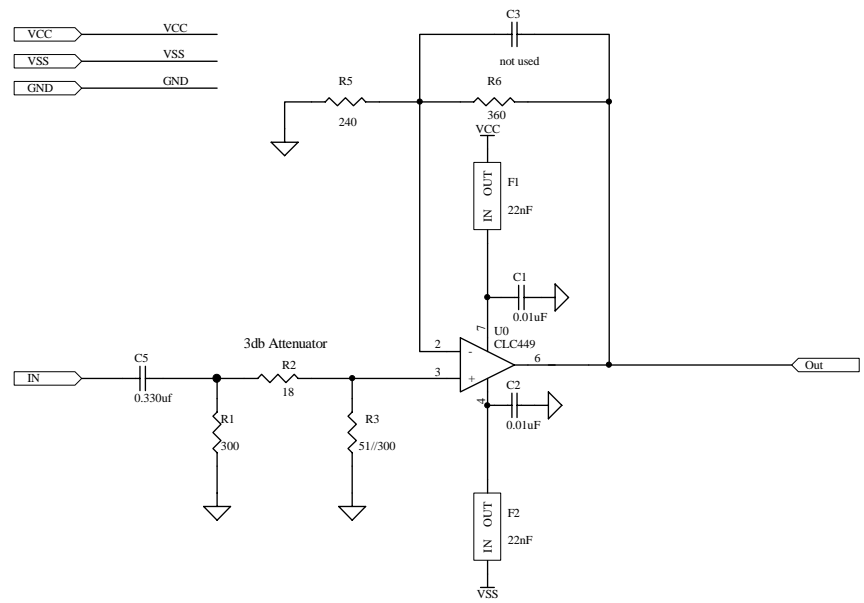 C3
VCC VCC
not used
VSS VSS
GND GND
R5 R6
240 360
VCC
IN OUT F1
22nF
C1
0.01uF
7
U0
CLC449
3db Attenuator
2 -
6
Out
C5
R2
3 +
IN
0.330uf
18
4
C2
0.01uF
R1
300
R3
51//300
IN OUT F2
22nF
VSS